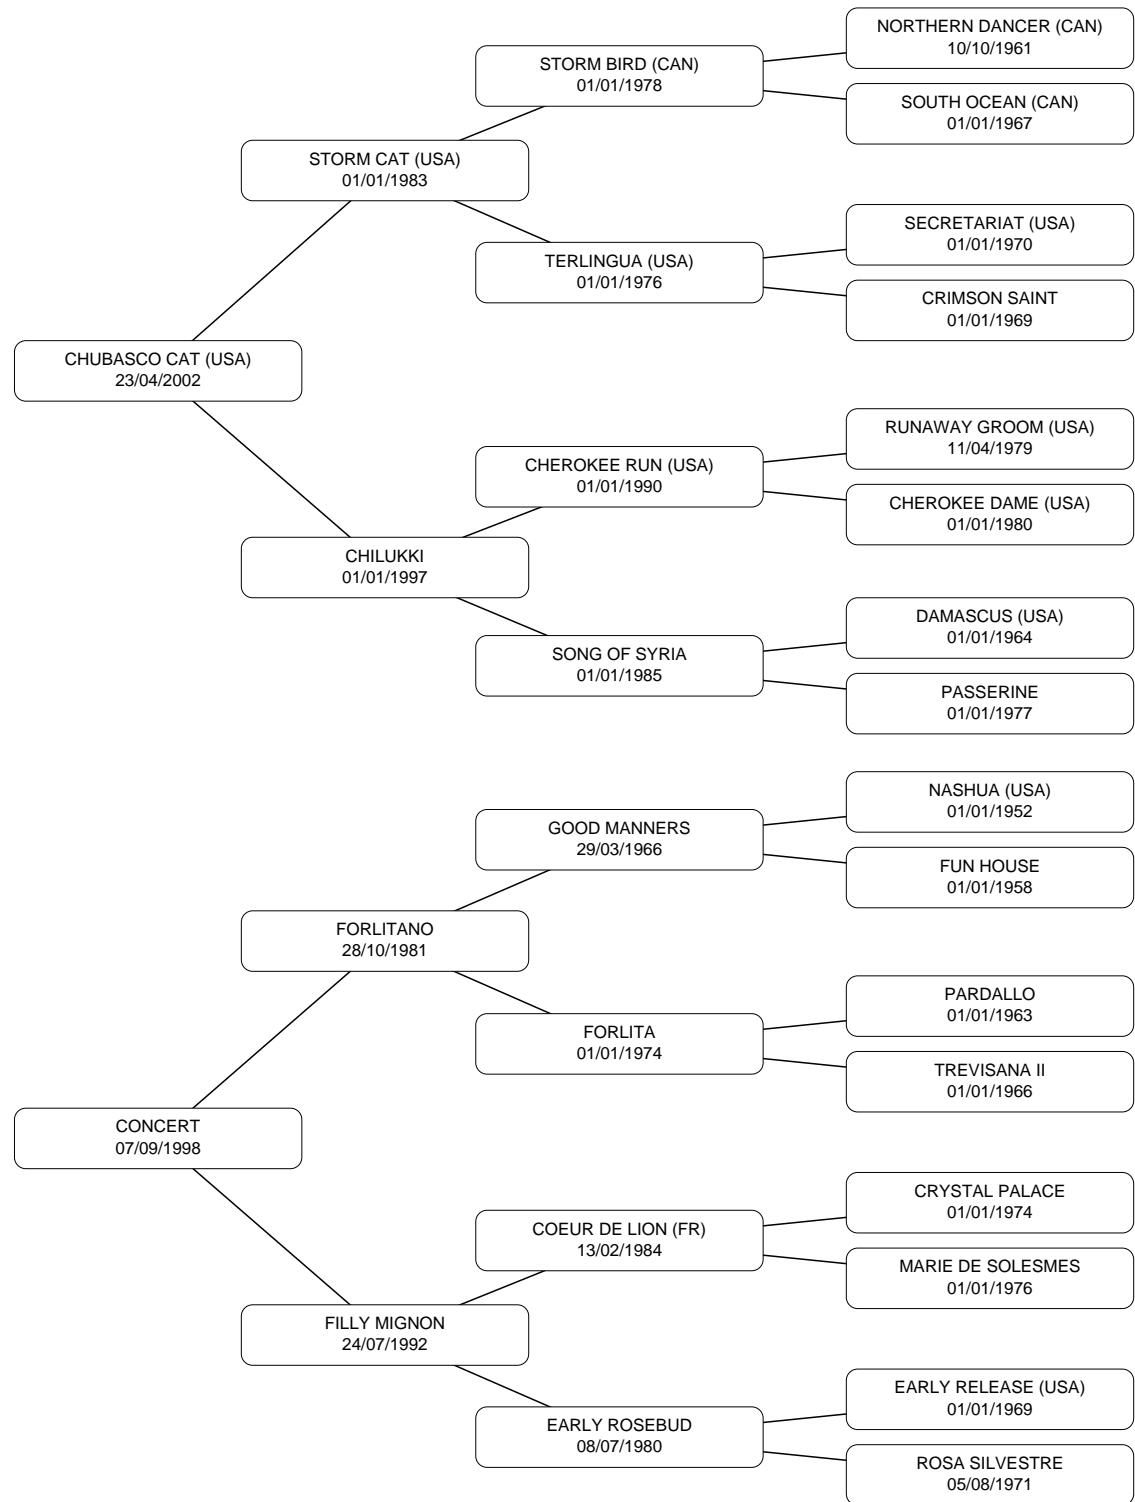 NORTHERN DANCER (CAN)
10/10/1961
STORM BIRD (CAN)
01/01/1978
SOUTH OCEAN (CAN)
01/01/1967
STORM CAT (USA)
01/01/1983
SECRETARIAT (USA)
01/01/1970
TERLINGUA (USA)
01/01/1976
CRIMSON SAINT
01/01/1969
CHUBASCO CAT (USA)
23/04/2002
RUNAWAY GROOM (USA)
11/04/1979
CHEROKEE RUN (USA)
01/01/1990
CHEROKEE DAME (USA)
01/01/1980
CHILUKKI
01/01/1997
DAMASCUS (USA)
01/01/1964
SONG OF SYRIA
01/01/1985
PASSERINE
01/01/1977
NASHUA (USA)
01/01/1952
GOOD MANNERS
29/03/1966
FUN HOUSE
01/01/1958
FORLITANO
28/10/1981
PARDALLO
01/01/1963
FORLITA
01/01/1974
TREVISANA II
01/01/1966
CONCERT
07/09/1998
CRYSTAL PALACE
01/01/1974
COEUR DE LION (FR)
13/02/1984
MARIE DE SOLESMES
01/01/1976
FILLY MIGNON
24/07/1992
EARLY RELEASE (USA)
01/01/1969
EARLY ROSEBUD
08/07/1980
ROSA SILVESTRE
05/08/1971